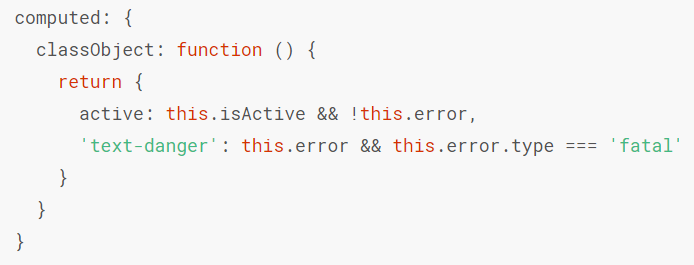 computed: {
  classObject: function () {
    return {
      active: this.isActive && !this.error,
      'text-danger': this.error && this.error.type === 'fatal'
    }
  }
}